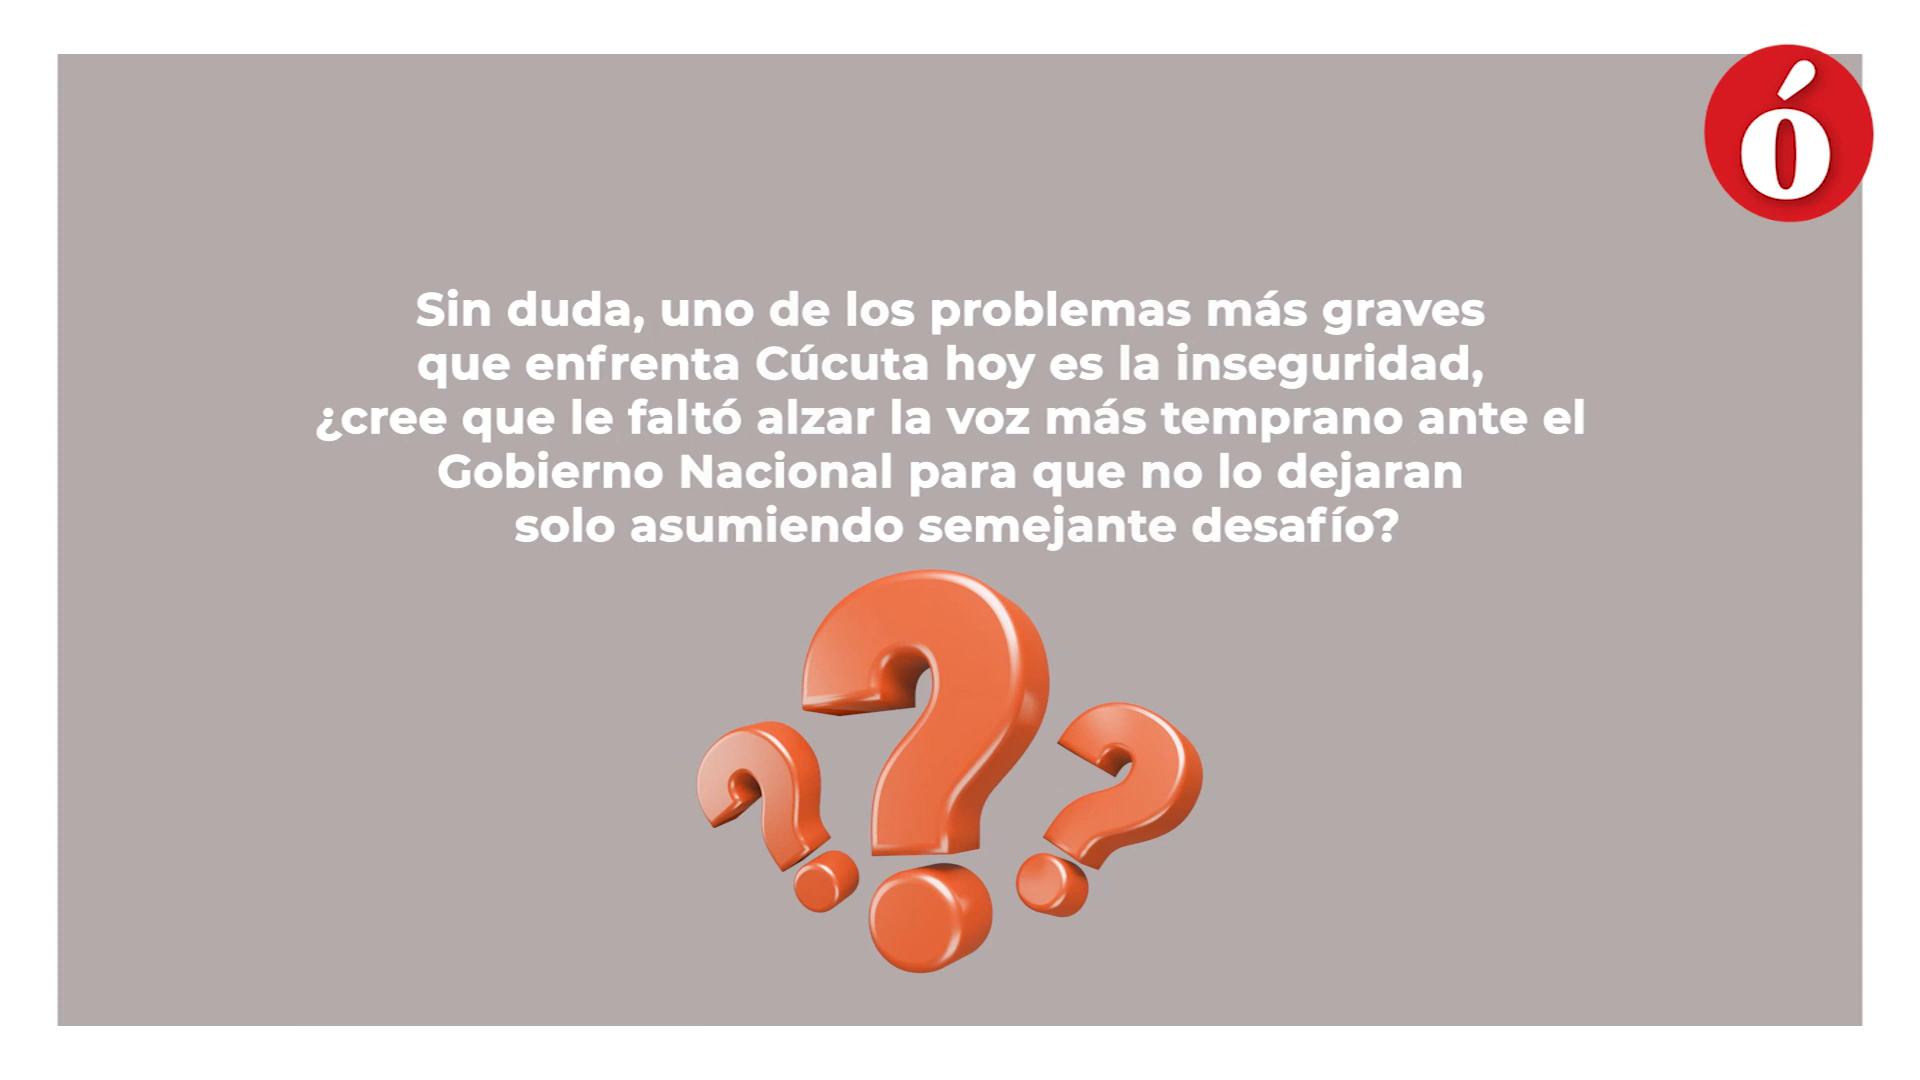 ó
Sin duda, uno de los problemas más graves
que enfrenta Cúcuta hoy es la inseguridad,
¿cree que le faltó alzar la voz más temprano ante el
Gobierno Nacional para que no lo dejaran
solo asumiendo semejante desafío?